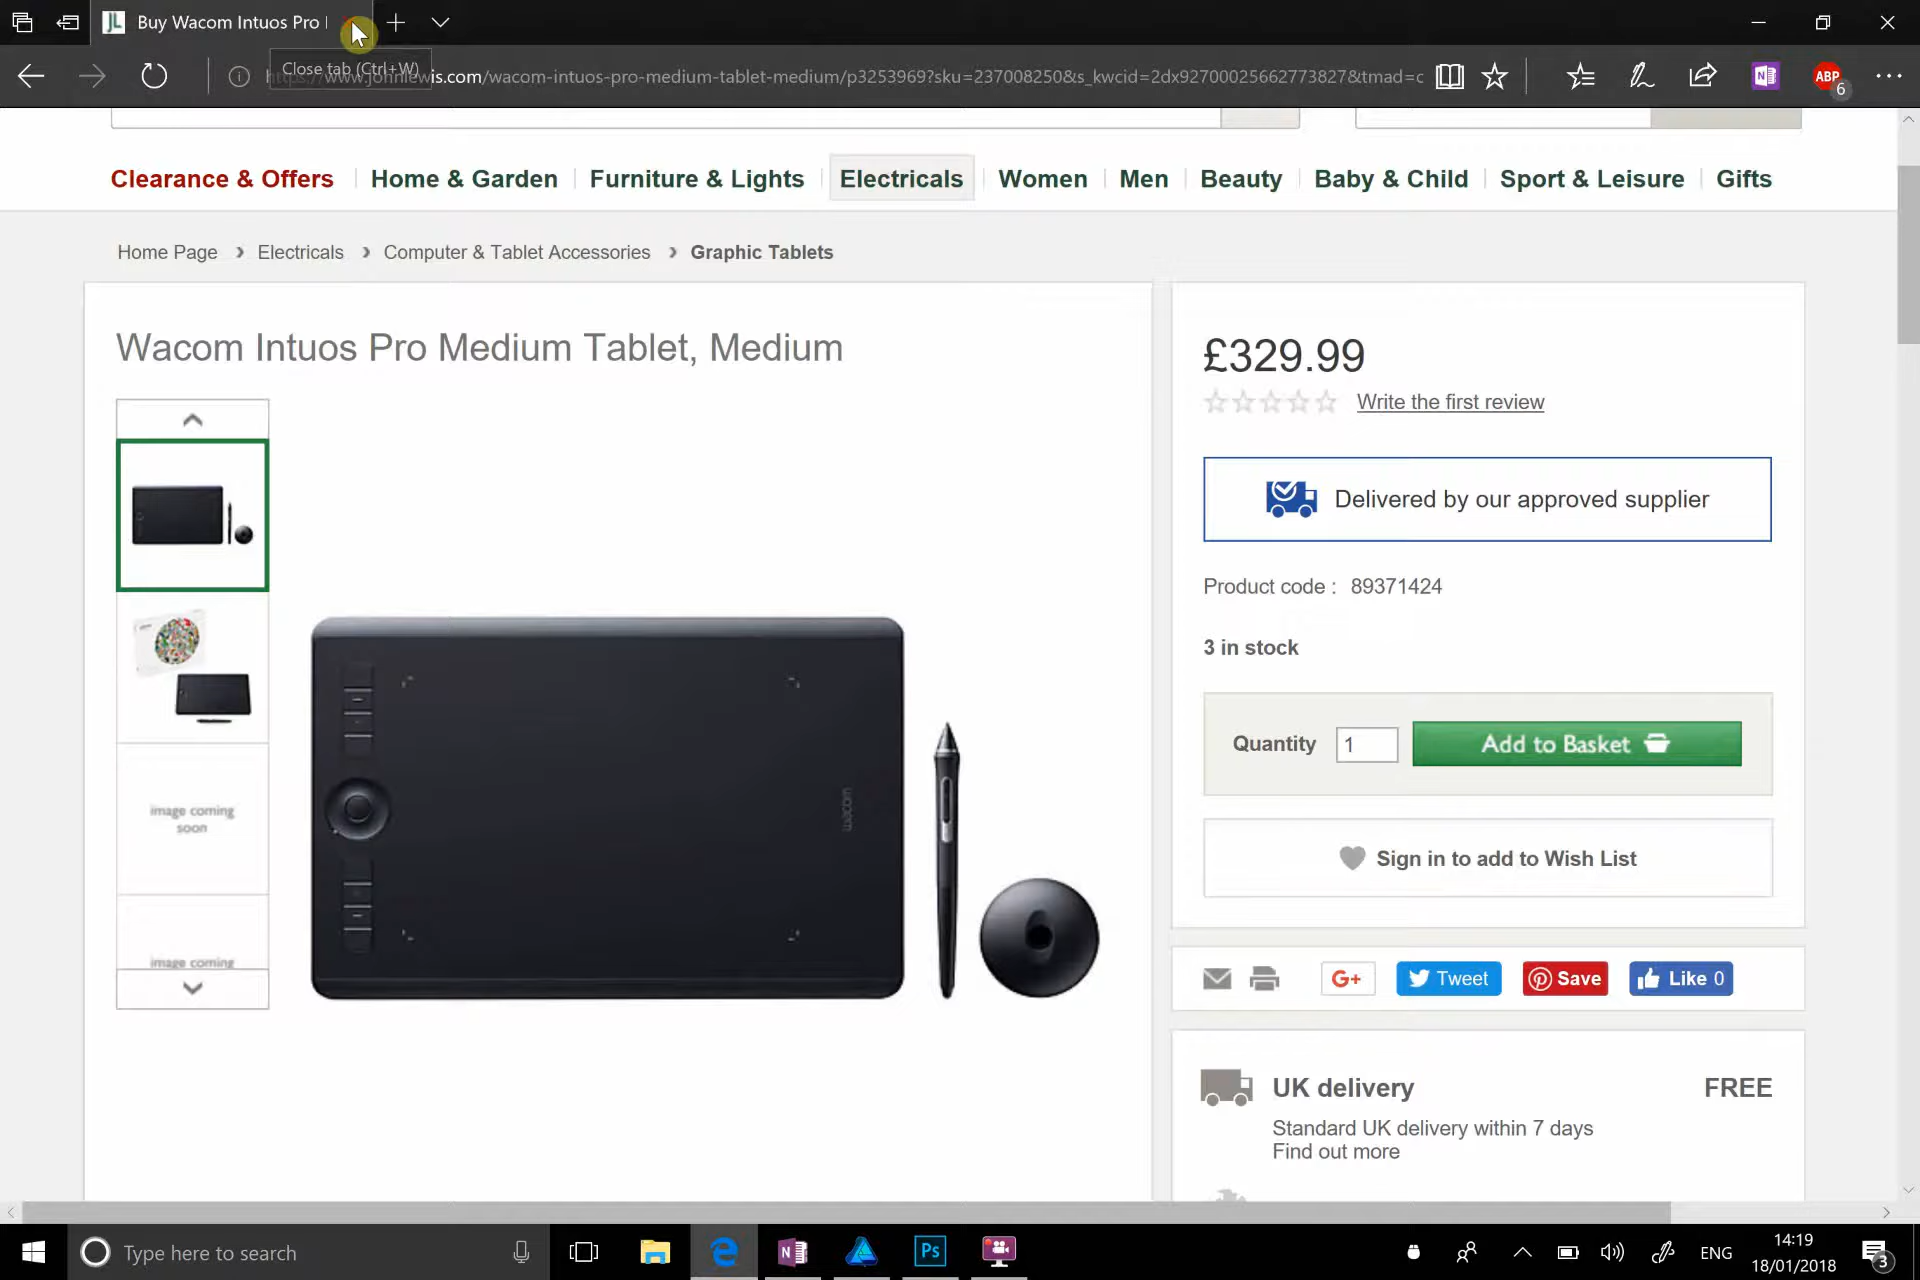 Buy Wacom Intuos Pro
Close tab (Ctrl+W)
https://www.johnlewis.com/wacom-intuos-pro-medium-tablet-medium/p3253969?sku=237008250&s_kwcid=2dx92700025662773827&tmad=c
ABP
6
Clearance & Offers
Home & Garden
Furniture & Lights
Electricals
Women
Men
Beauty
Baby & Child
Sport & Leisure
Gifts
Home Page › Electricals › Computer & Tablet Accessories › Graphic Tablets
Wacom Intuos Pro Medium Tablet, Medium
image coming
soon
image coming
wacom
£329.99
Write the first review
Delivered by our approved supplier
Product code : 89371424
3 in stock
Quantity 1 Add to Basket
Sign in to add to Wish List
G+ Tweet Save Like 0
UK delivery FREE
Standard UK delivery within 7 days
Find out more
Type here to search
Ps
ENG
14:19
18/01/2018
3